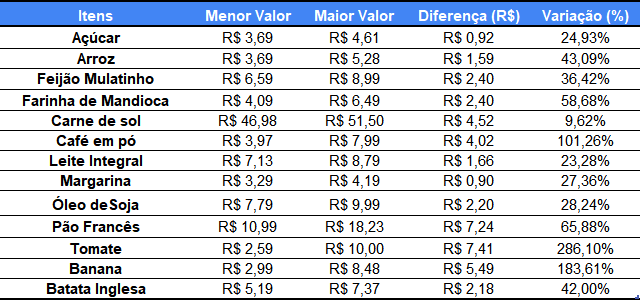 Itens Menor Valor Maior Valor Diferença (R$) Variação (%)
Açúcar R$ 3,69 R$ 4,61 R$ 0,92 24,93%
Arroz R$ 3,69 R$ 5,28 R$ 1,59 43,09%
Feijão Mulatinho R$ 6,59 R$ 8,99 R$ 2,40 36,42%
Farinha de Mandioca R$ 4,09 R$ 6,49 R$ 2,40 58,68%
Carne de sol R$ 46,98 R$ 51,50 R$ 4,52 9,62%
Café em pó R$ 3,97 R$ 7,99 R$ 4,02 101,26%
Leite Integral R$ 7,13 R$ 8,79 R$ 1,66 23,28%
Margarina R$ 3,29 R$ 4,19 R$ 0,90 27,36%
Óleo deSoja R$ 7,79 R$ 9,99 R$ 2,20 28,24%
Pão Francês R$ 10,99 R$ 18,23 R$ 7,24 65,88%
Tomate R$ 2,59 R$ 10,00 R$ 7,41 286,10%
Banana R$ 2,99 R$ 8,48 R$ 5,49 183,61%
Batata Inglesa R$ 5,19 R$ 7,37 R$ 2,18 42,00%